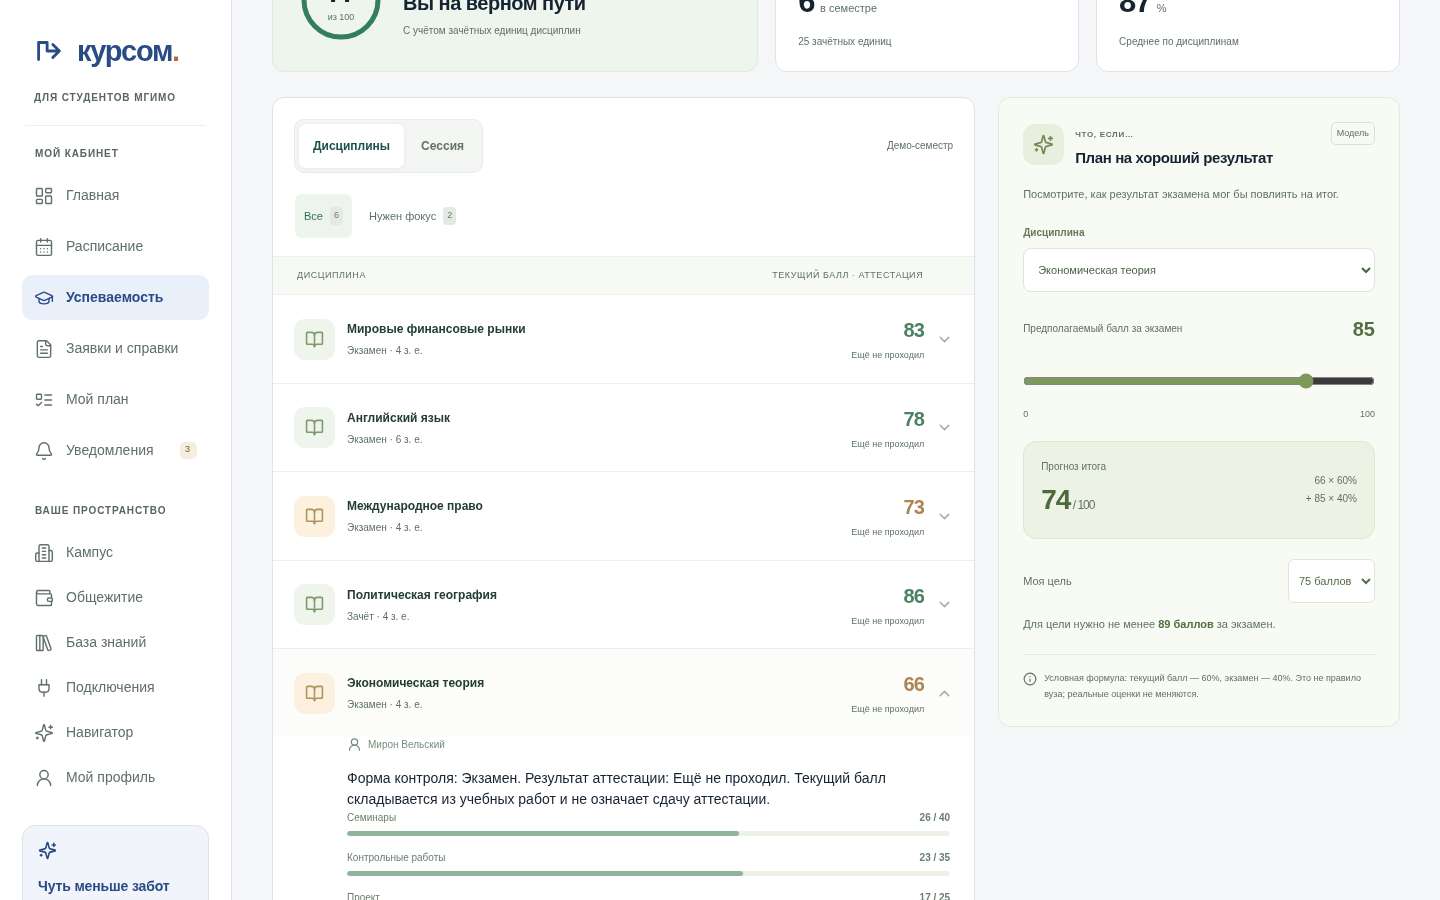 курсом.
ДЛЯ СТУДЕНТОВ МГИМО
МОЙ КАБИНЕТ
Главная
Расписание
Успеваемость
Заявки и справки
Мой план
Уведомления 3
ВАШЕ ПРОСТРАНСТВО
Кампус
Общежитие
База знаний
Подключения
Навигатор
Мой профиль
Чуть меньше забот
из 100
Вы на верном пути
С учётом зачётных единиц дисциплин
6 в семестре
25 зачётных единиц
87 %
Среднее по дисциплинам
Дисциплины Сессия
Демо-семестр
Все 6 Нужен фокус 2
ДИСЦИПЛИНА ТЕКУЩИЙ БАЛЛ · АТТЕСТАЦИЯ
Мировые финансовые рынки 83
Экзамен · 4 з. е. Ещё не проходил
Английский язык 78
Экзамен · 6 з. е. Ещё не проходил
Международное право 73
Экзамен · 4 з. е. Ещё не проходил
Политическая география 86
Зачёт · 4 з. е. Ещё не проходил
Экономическая теория 66
Экзамен · 4 з. е. Ещё не проходил
Мирон Вельский
Форма контроля: Экзамен. Результат аттестации: Ещё не проходил. Текущий балл
складывается из учебных работ и не означает сдачу аттестации.
Семинары 26 / 40
Контрольные работы 23 / 35
Проект 17 / 25
ЧТО, ЕСЛИ...
Модель
План на хороший результат
Посмотрите, как результат экзамена мог бы повлиять на итог.
Дисциплина
Экономическая теория
Предполагаемый балл за экзамен 85
0 100
Прогноз итога
74 / 100
66 × 60%
+ 85 × 40%
Моя цель 75 баллов
Для цели нужно не менее 89 баллов за экзамен.
Условная формула: текущий балл — 60%, экзамен — 40%. Это не правило
вуза; реальные оценки не меняются.